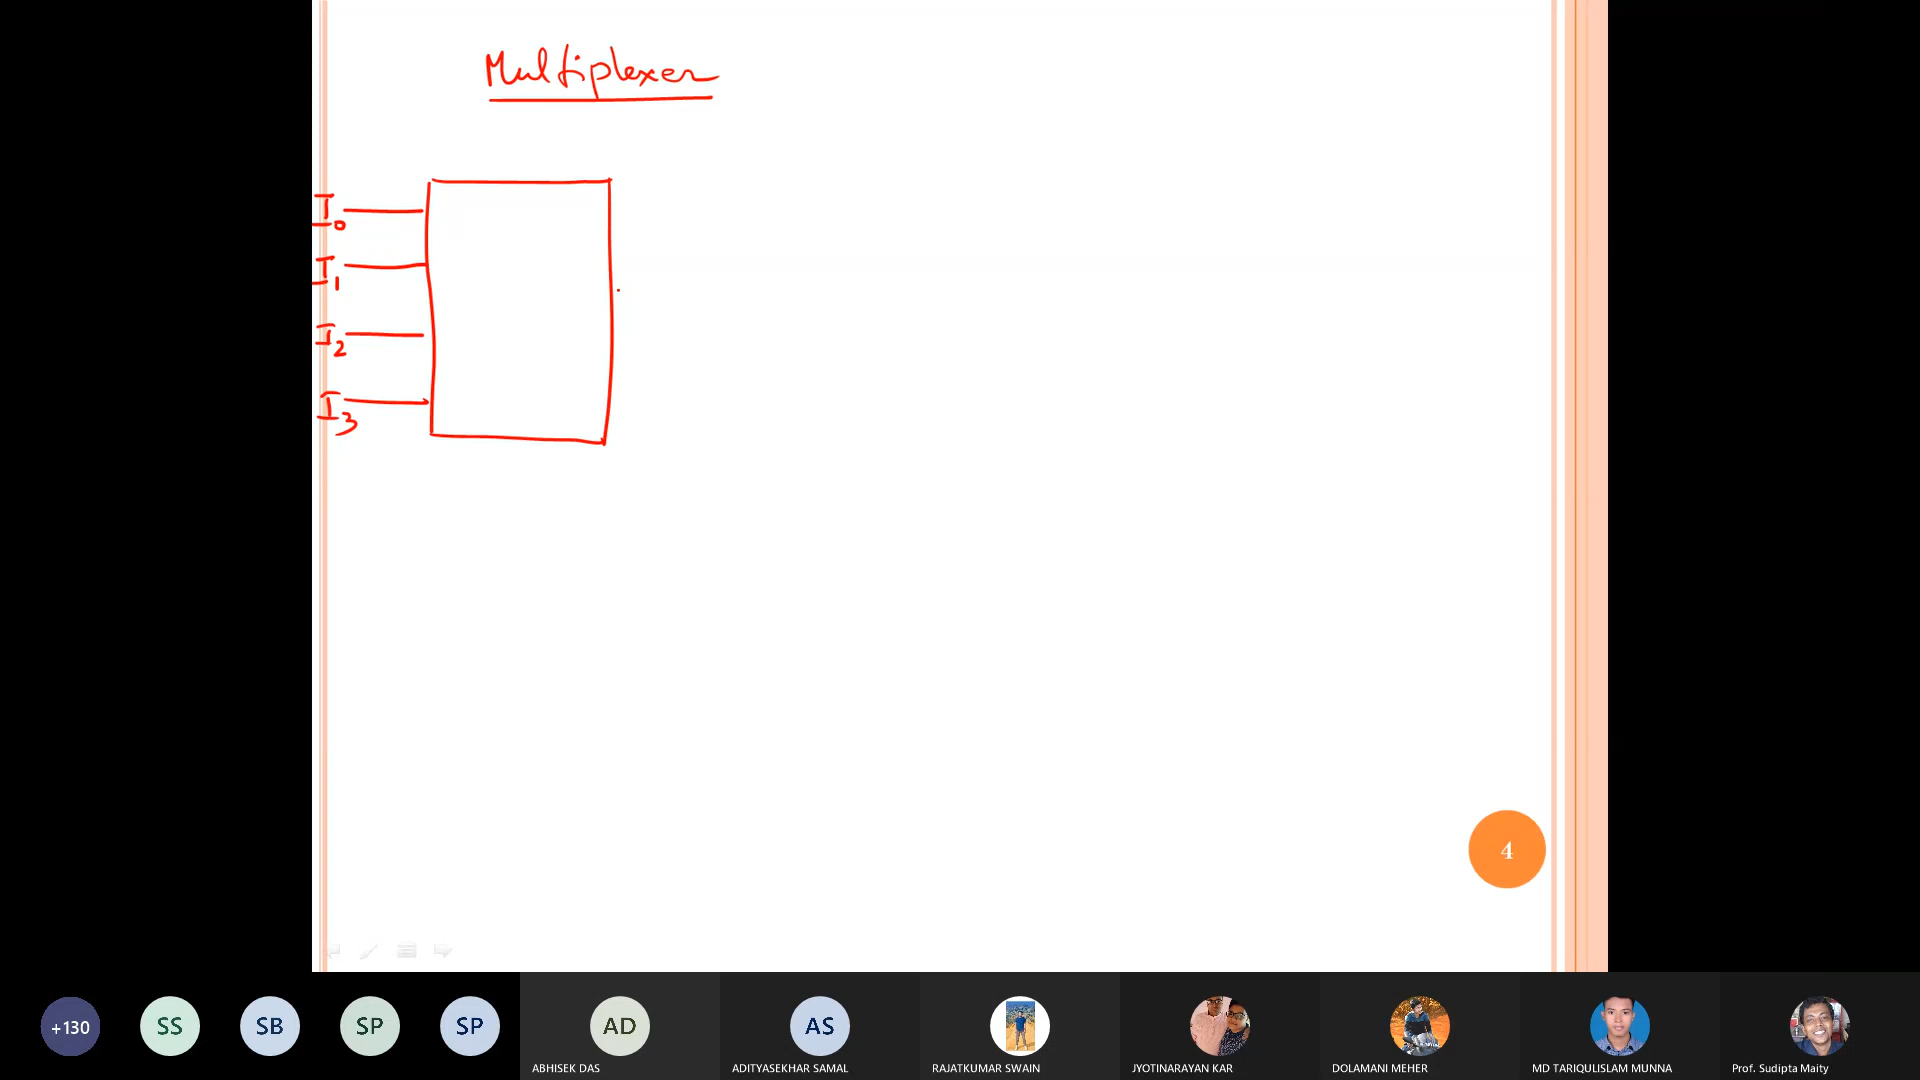 Multiplexer
I0
I1
I2
I3
4
+130
SS
SB
SP
SP
AD
AS
ABHISEK DAS
ADITYASEKHAR SAMAL
RAJATKUMAR SWAIN
JYOTINARAYAN KAR
DOLAMANI MEHER
MD TARIQULISLAM MUNNA
Prof. Sudipta Maity